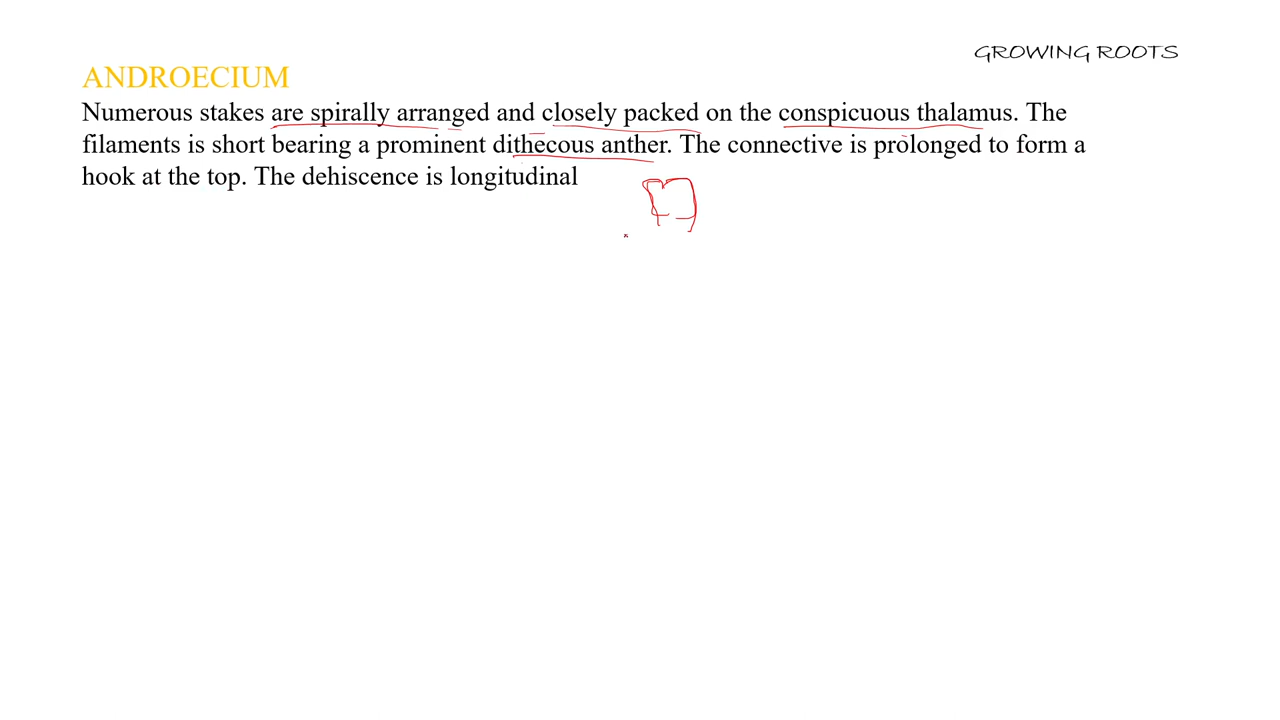 GROWING ROOTS
ANDROECIUM
Numerous stakes are spirally arranged and closely packed on the conspicuous thalamus. The
filaments is short bearing a prominent dithecous anther. The connective is prolonged to form a
hook at the top. The dehiscence is longitudinal